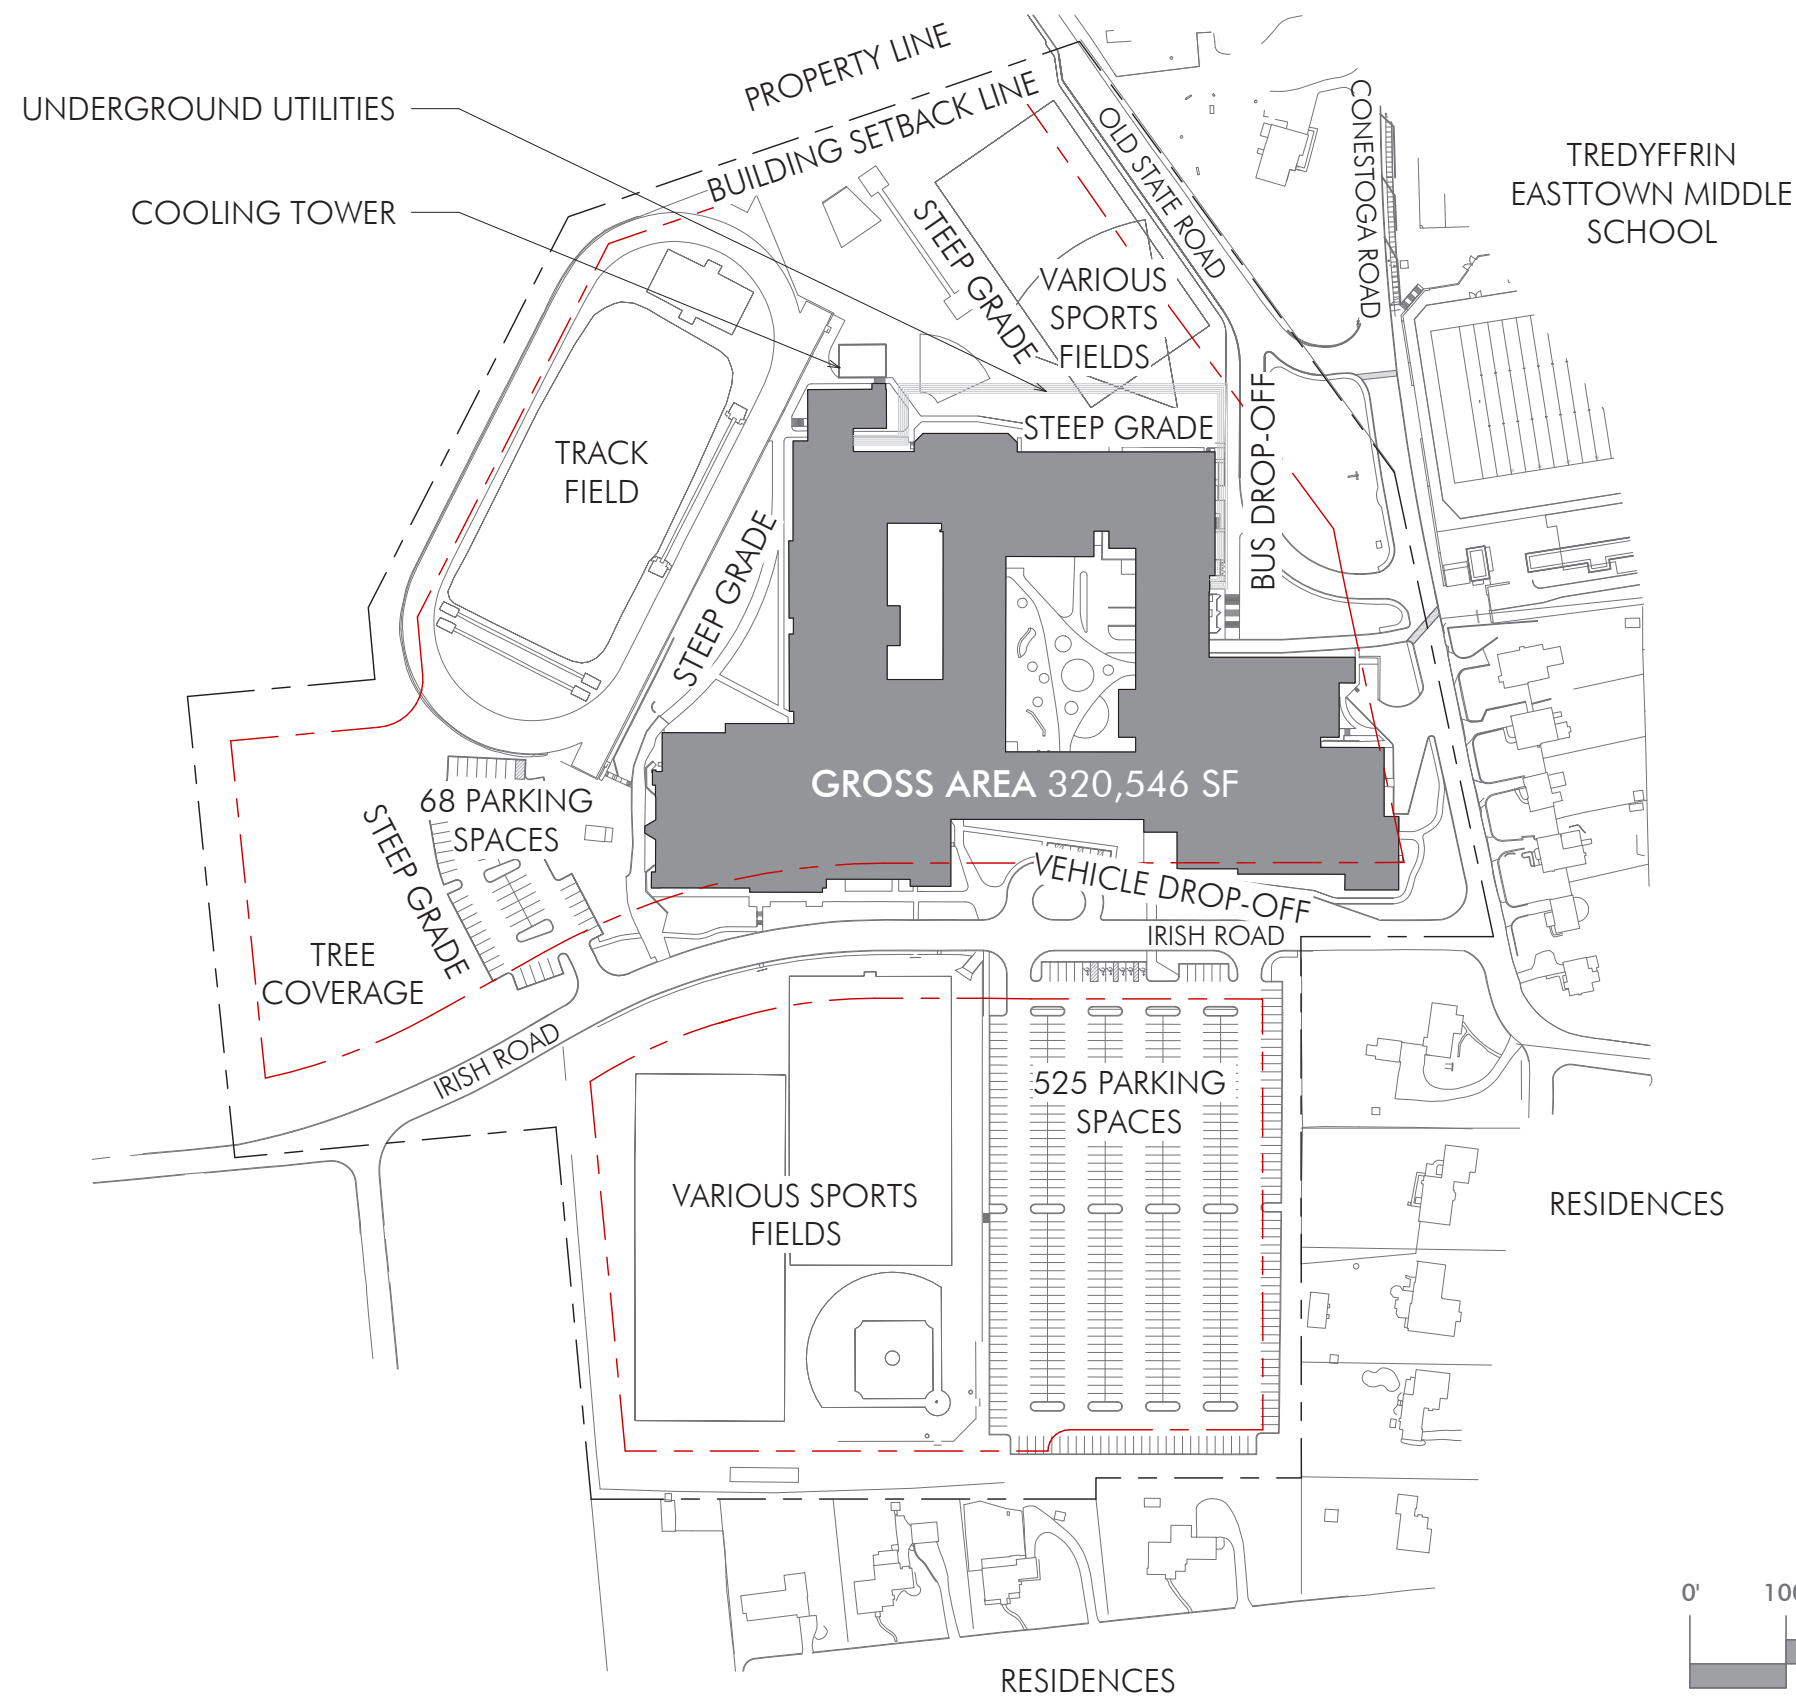 PROPERTY LINE
UNDERGROUND UTILITIES
BUILDING SETBACK LINE
OLD STATE ROAD
CONESTOGA ROAD
TREDYFFRIN
EASTTOWN MIDDLE
SCHOOL
COOLING TOWER
STEEP GRADE
VARIOUS
SPORTS
FIELDS
STEEP GRADE
BUS DROP-OFF
TRACK
FIELD
STEEP GRADE
GROSS AREA 320,546 SF
68 PARKING
SPACES
STEEP GRADE
VEHICLE DROP-OFF
IRISH ROAD
TREE
COVERAGE
IRISH ROAD
525 PARKING
SPACES
VARIOUS SPORTS
FIELDS
RESIDENCES
0'
RESIDENCES